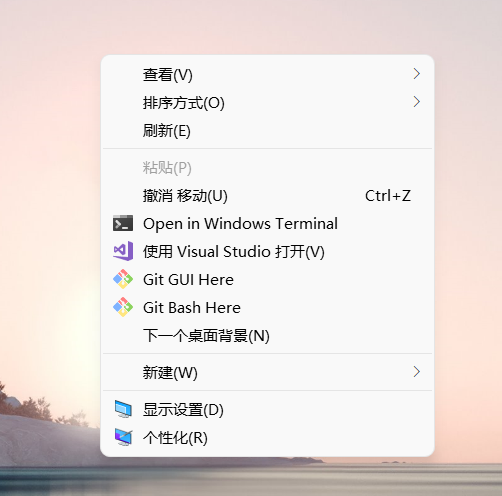 查看(V)
排序方式(O)
刷新(E)
粘贴(P)
撤消 移动(U) Ctrl+Z
Open in Windows Terminal
使用 Visual Studio 打开(V)
Git GUI Here
Git Bash Here
下一个桌面背景(N)
新建(W)
显示设置(D)
个性化(R)